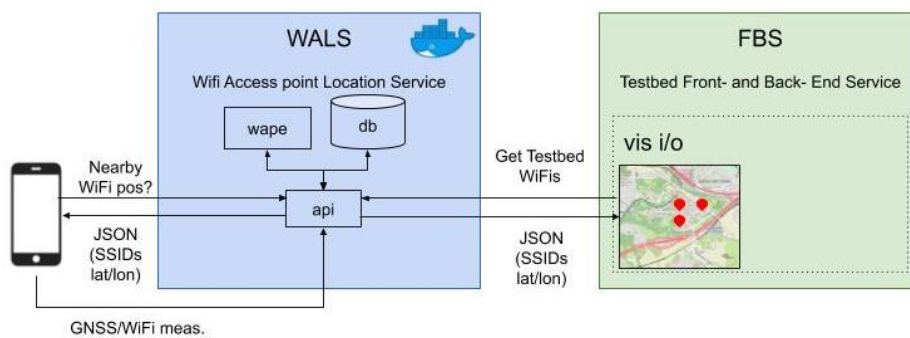 WALS
Wifi Access point Location Service
wape
db
api
Nearby
WiFi pos?
JSON
(SSIDs
lat/lon)
GNSS/WiFi meas.
Get Testbed
WiFis
JSON
(SSIDs
lat/lon)
FBS
Testbed Front- and Back- End Service
vis i/o